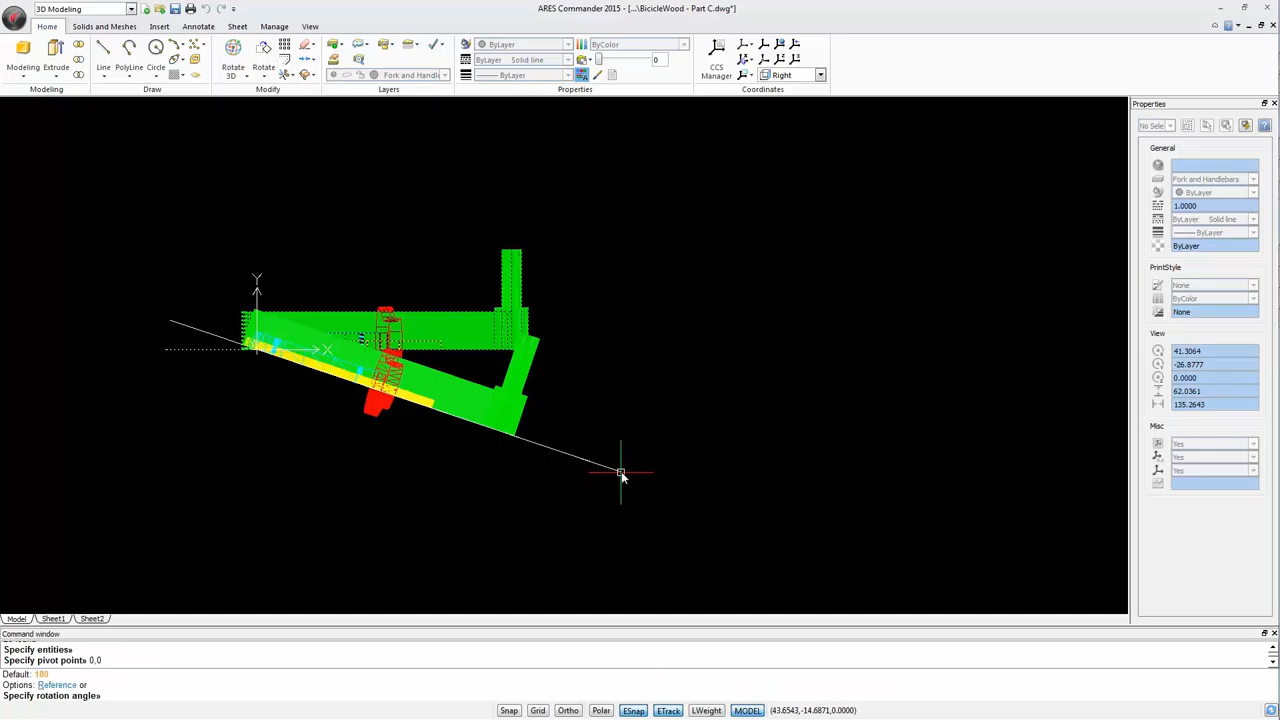 3D Modeling
ARES Commander 2015 - [...\BicicleWood - Part C.dwg*]
Home Solids and Meshes Insert Annotate Sheet Manage View
Modeling Extrude Line PolyLine Circle Rotate 3D Rotate CCS Manager
ByLayer ByColor
ByLayer Solid line 0
Fork and Handlel ByLayer Right
Modeling Draw Modify Layers Properties Coordinates
Properties
No Sele
General
Fork and Handlebars
ByLayer
1.0000
ByLayer Solid line
ByLayer
ByLayer
PrintStyle
None
ByColor
None
View
41.3064
-26.8777
0.0000
62.0361
135.2643
Misc
Yes
Yes
Yes
Y
X
Model Sheet1 Sheet2
Command window
Specify entities»
Specify pivot point» 0,0
Default: 180
Options: Reference or
Specify rotation angle»
Snap Grid Ortho Polar ESnap ETrack LWeight MODEL (43.6543,-14.6871,0.0000)